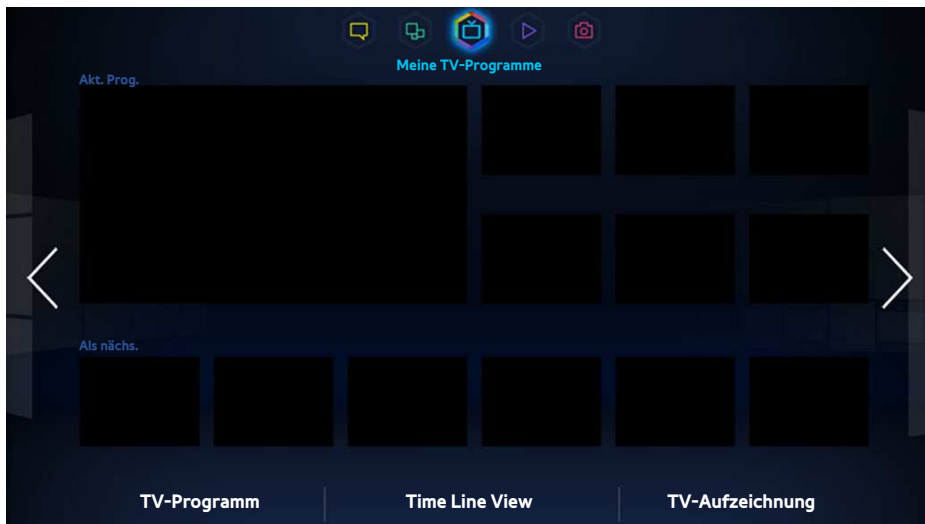 Meine TV-Programme
Akt. Prog.
Als nächs.
TV-Programm
Time Line View
TV-Aufzeichnung